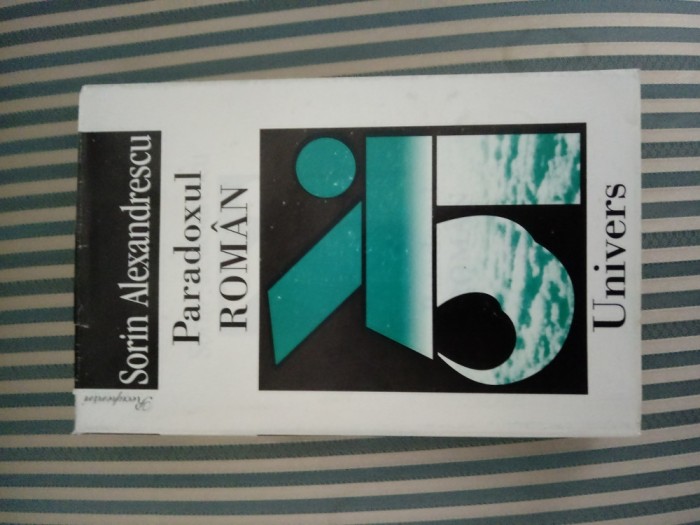 Sorin Alexandrescu
Paradoxul
ROMÂN
Univers